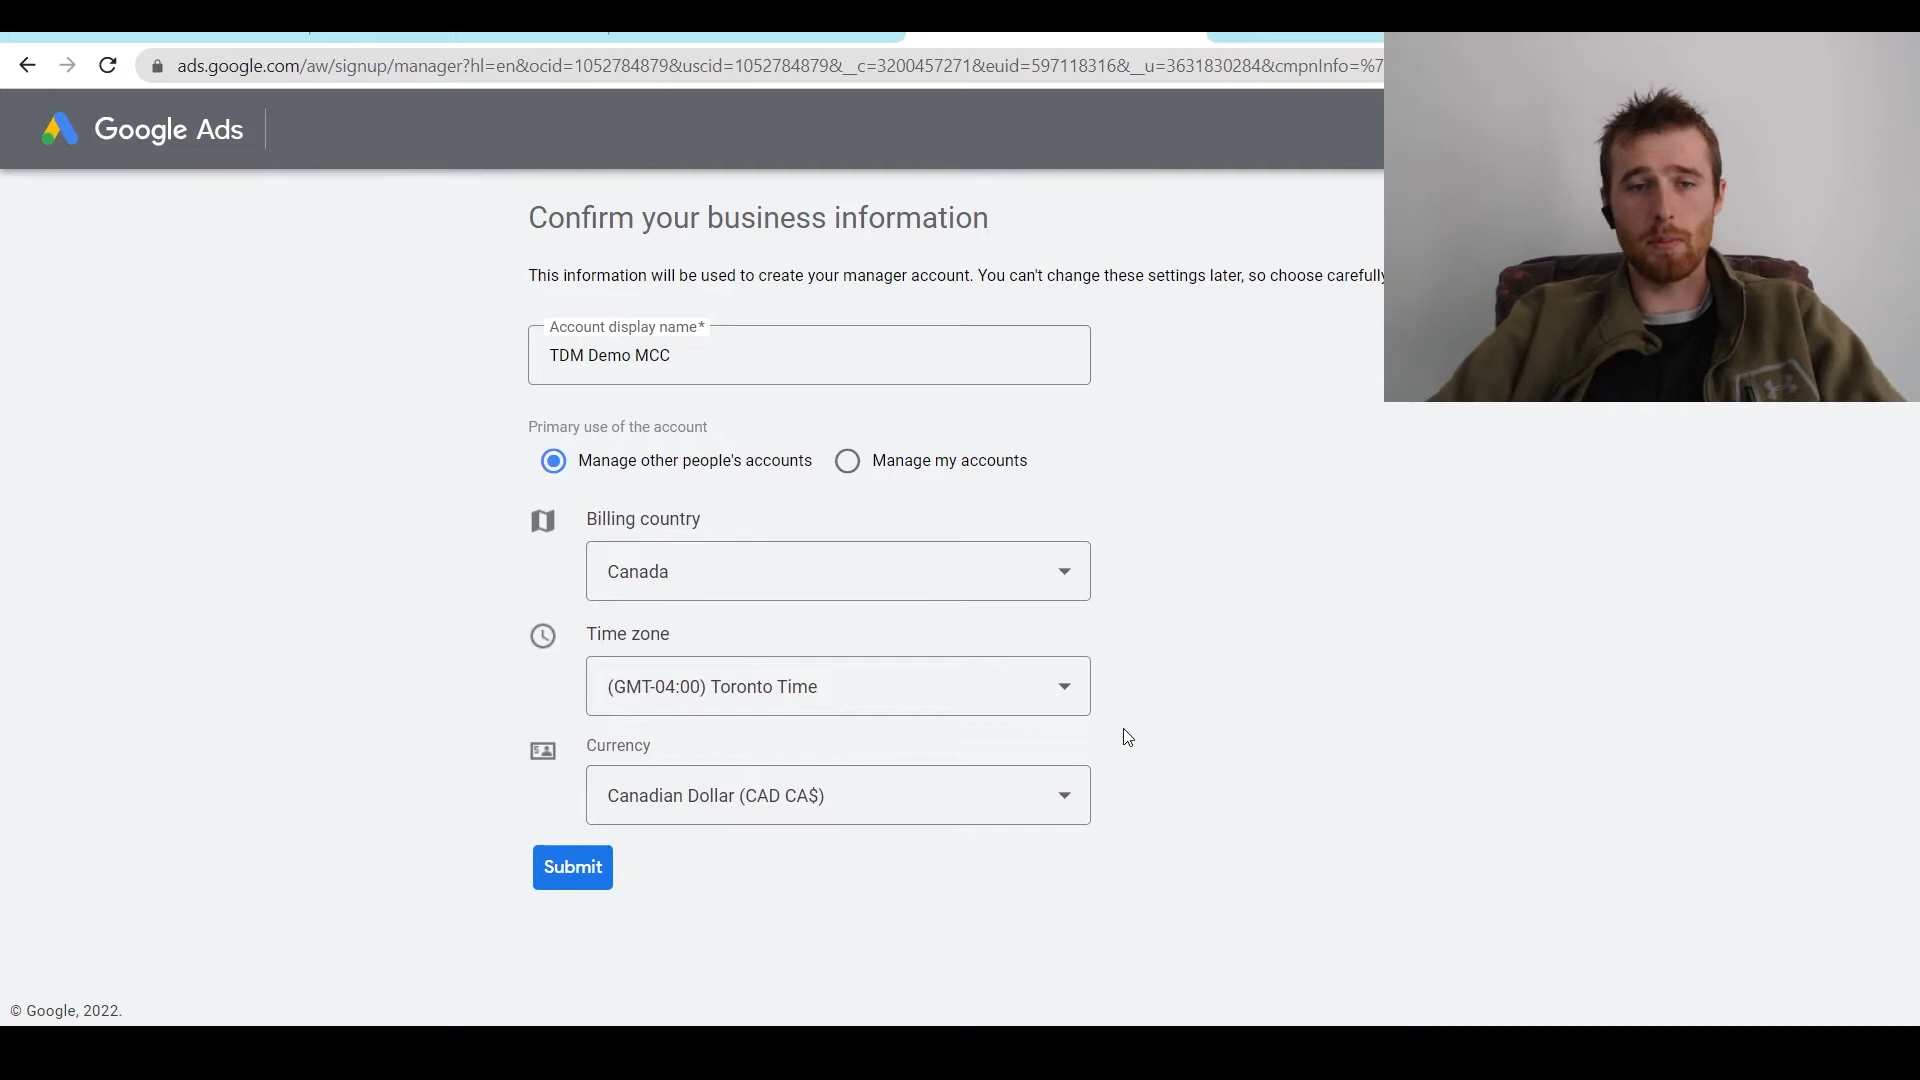 ads.google.com/aw/signup/manager?hl=en&ocid=1052784879&uscid=1052784879&__c=3200457271&euid=597118316&__u=3631830284&cmpnInfo=%7
Google Ads
Confirm your business information
This information will be used to create your manager account. You can't change these settings later, so choose carefully
Account display name*
TDM Demo MCC
Primary use of the account
Manage other people's accounts
Manage my accounts
Billing country
Canada
Time zone
(GMT-04:00) Toronto Time
Currency
Canadian Dollar (CAD CA$)
Submit
© Google, 2022.